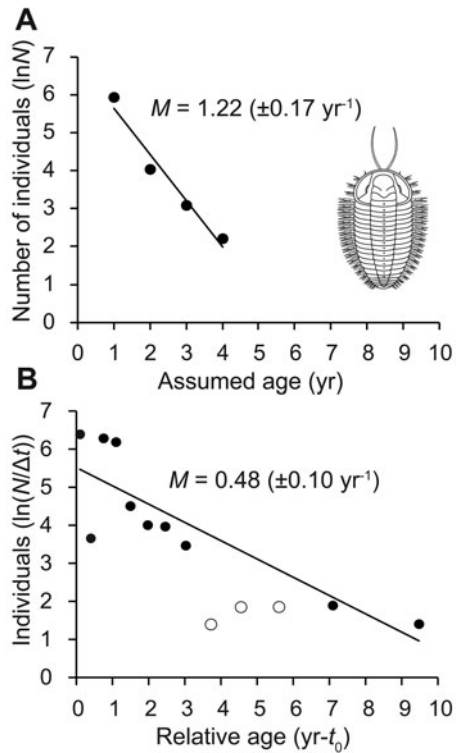 A
Number of individuals (lnN)
7
6
5
4
3
2
1
0
M = 1.22 (±0.17 yr⁻¹)
0 1 2 3 4 5 6 7 8 9 10
Assumed age (yr)
B
Individuals (ln(N/Δt))
7
6
5
4
3
2
1
0
M = 0.48 (±0.10 yr⁻¹)
0 1 2 3 4 5 6 7 8 9 10
Relative age (yr-t₀)